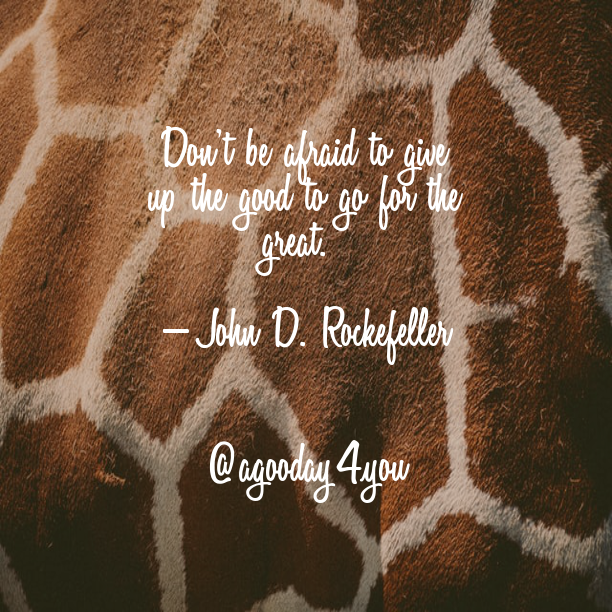 Don't be afraid to give
up the good to go for the
great.
— John D. Rockefeller
@agooday4you